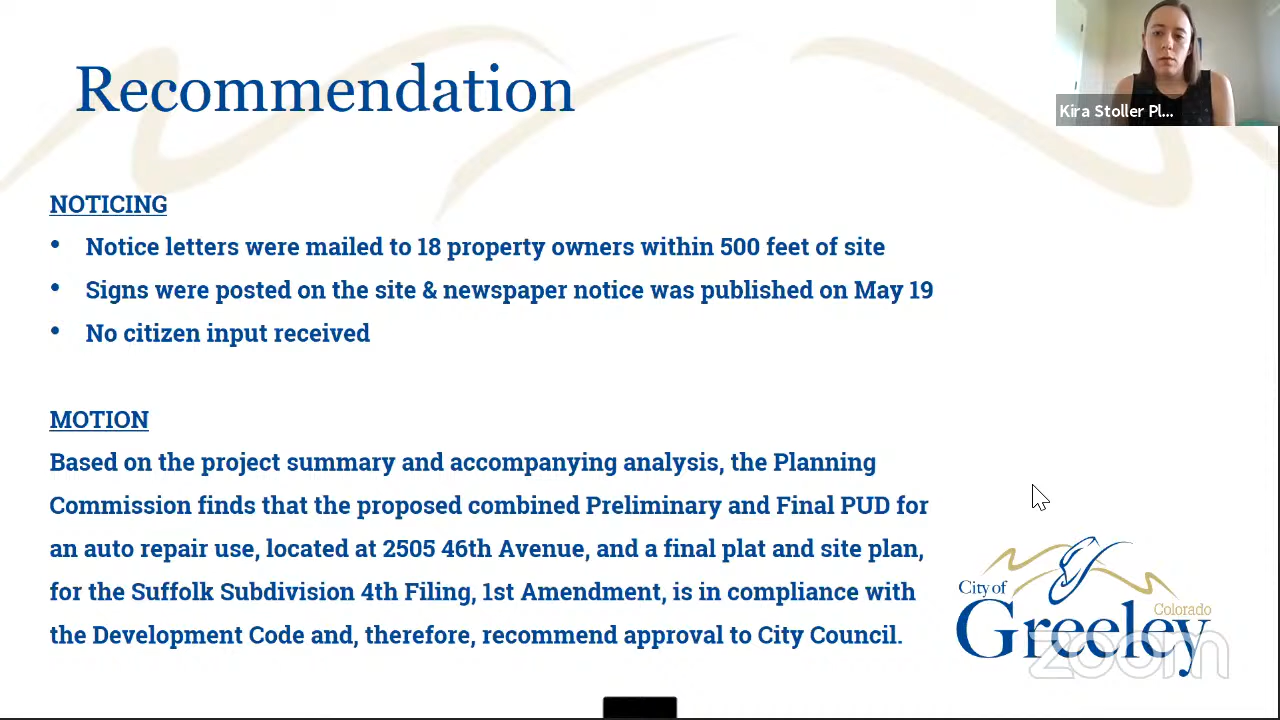 Recommendation
Kira Stoller Pl...
NOTICING
• Notice letters were mailed to 18 property owners within 500 feet of site
• Signs were posted on the site & newspaper notice was published on May 19
• No citizen input received
MOTION
Based on the project summary and accompanying analysis, the Planning
Commission finds that the proposed combined Preliminary and Final PUD for
an auto repair use, located at 2505 46th Avenue, and a final plat and site plan,
for the Suffolk Subdivision 4th Filing, 1st Amendment, is in compliance with
the Development Code and, therefore, recommend approval to City Council.
City of
Colorado
Greeley
zoom